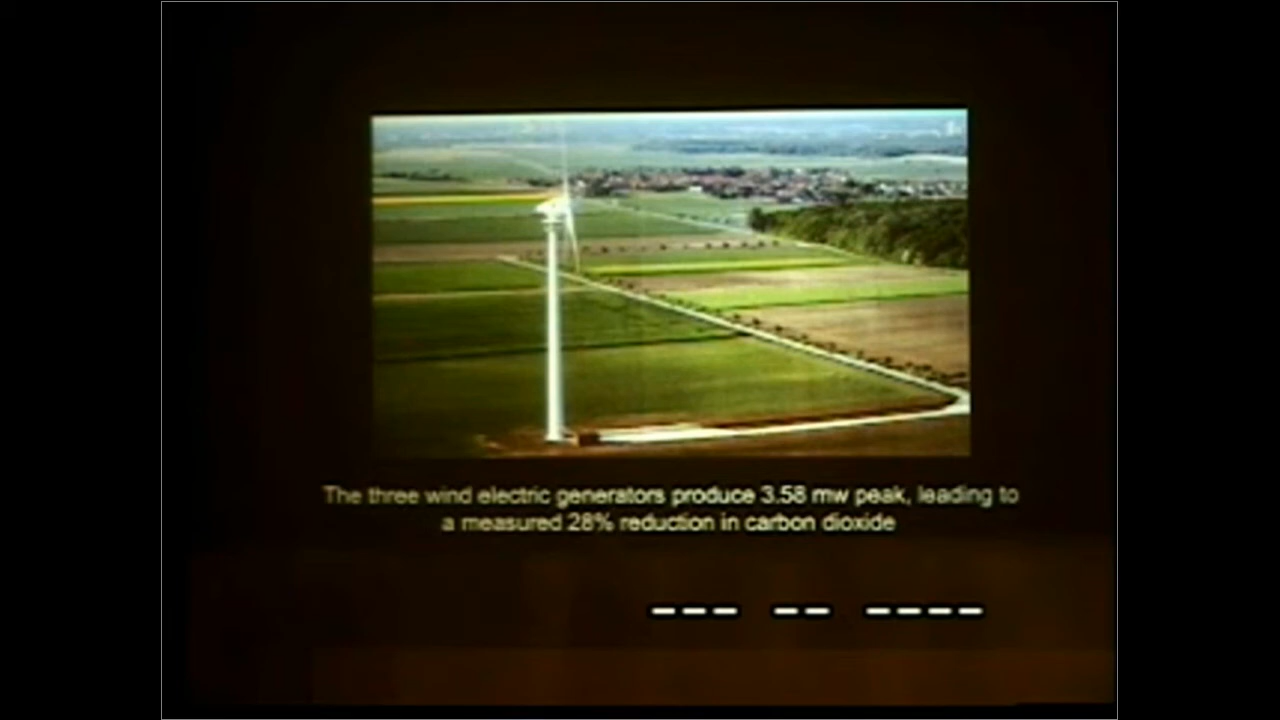 The three wind electric generators produce 3.58 mw peak, leading to
a measured 28% reduction in carbon dioxide
--- -- ----